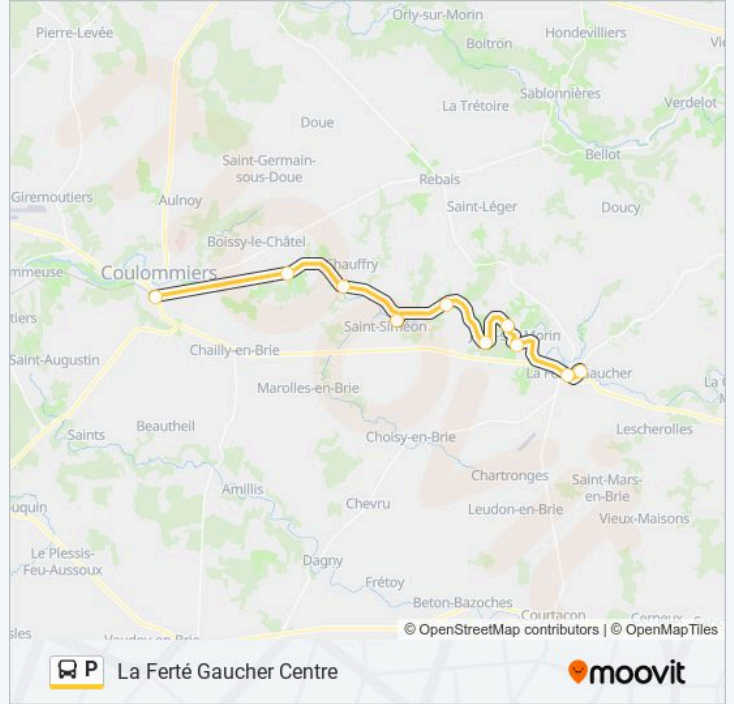 Orly-sur-Morin
Pierre-Levée
Hondevilliers
Boitron
Sablonnières
La Trétoire
Verdelot
Doue
Bellot
Saint-Germain-
sous-Doue
Rebais
Giremoutiers
Aulnoy
Saint-Léger
Doucy
Boissy-le-Châtel
Chauffry
Coulommiers
Saint-Siméon
Chailly-en-Brie
Saint-Augustin
Marolles-en-Brie
Beautheil
Saints
Lescherolles
Choisy-en-Brie
Chartronges
Saint-Mars-
en-Brie
Amillis
Chevru
Leudon-en-Brie
Vieux-Maisons
Le Plessis-
Feu-Aussoux
Dagny
Frétoy
Beton-Bazoches
Courtacon
© OpenStreetMap contributors | © OpenMapTiles
P La Ferté Gaucher Centre
moovit